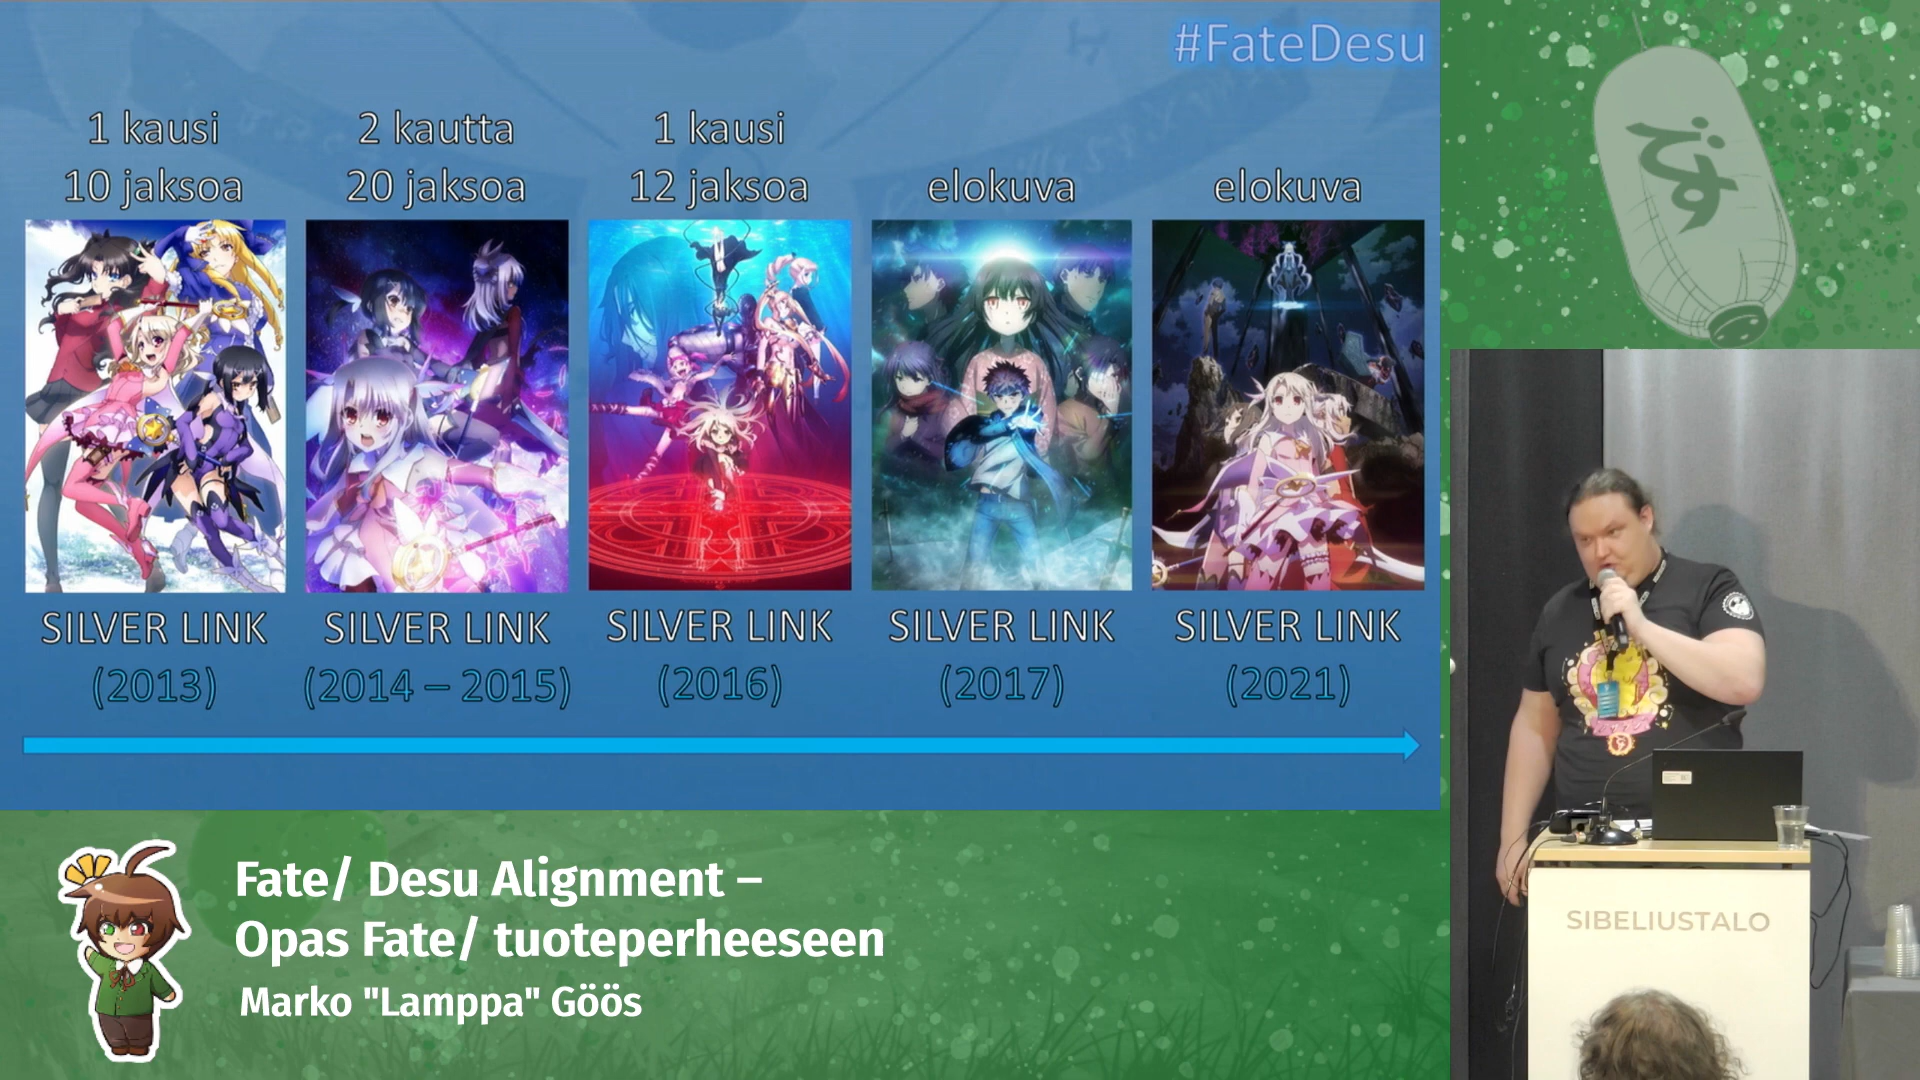 #FateDesu
1 kausi
10 jaksoa
SILVER LINK
(2013)
2 kautta
20 jaksoa
SILVER LINK
(2014 – 2015)
1 kausi
12 jaksoa
SILVER LINK
(2016)
elokuva
SILVER LINK
(2017)
elokuva
SILVER LINK
(2021)
です
SIBELIUSTALO
Fate/ Desu Alignment –
Opas Fate/ tuoteperheeseen
Marko "Lamppa" Göös